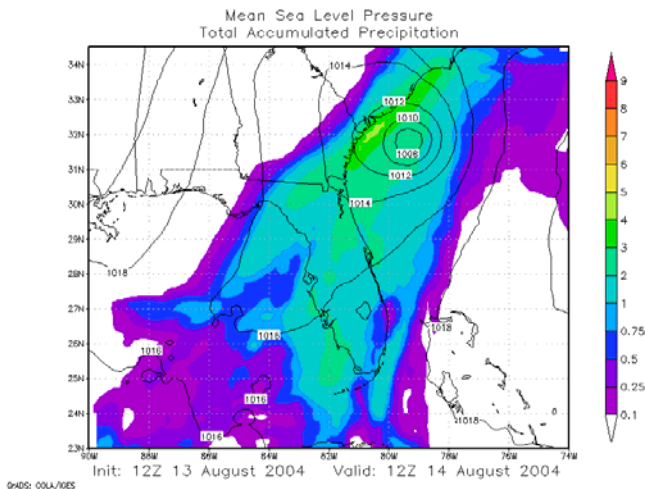 Mean Sea Level Pressure
Total Accumulated Precipitation
34N
33N
32N
31N
30N
29N
28N
27N
26N
25N
24N
23N
90W 88W 86W 84W 82W 80W 78W 76W 74W
1014
1012
1010
1008
1012
1014
1018
1018
1018
1016
1016
1016
1018
9
8
7
6
5
4
3
2
1
0.75
0.5
0.25
0.1
Init: 12Z 13 August 2004 Valid: 12Z 14 August 2004
GrADS: COLA/IGES